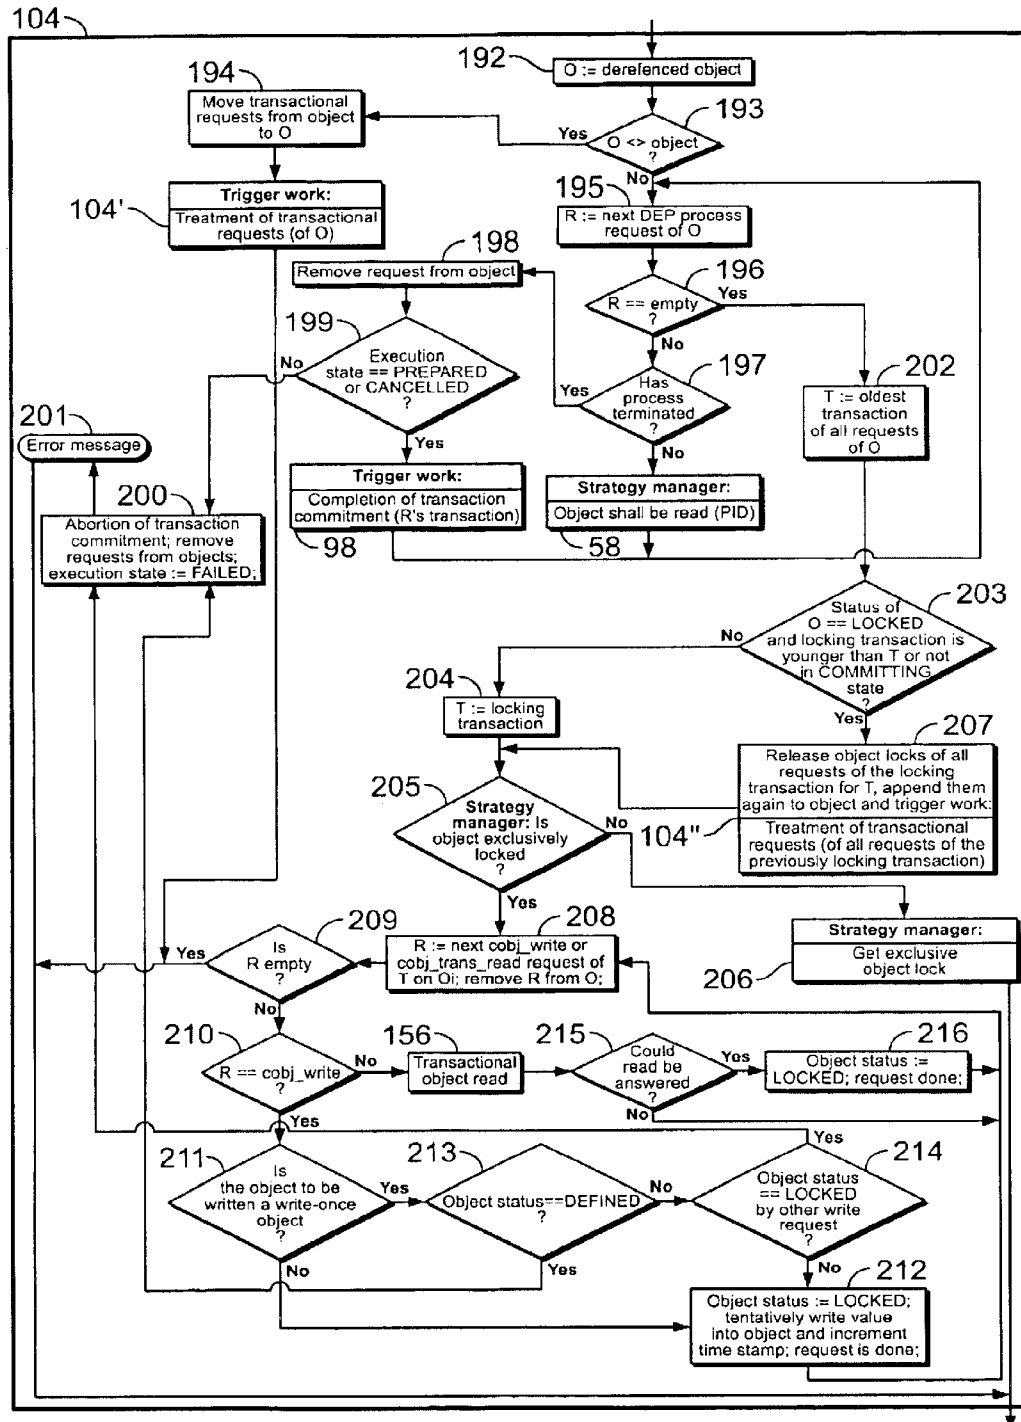 104
192
O := derefenced object
194
Move transactional
requests from object
to O
193
Yes
O <> object
?
No
Trigger work:
104'
Treatment of transactional
requests (of O)
195
R := next DEP process
request of O
198
Remove request from object
196
R == empty
?
Yes
No
199
Execution
state == PREPARED
or CANCELLED
?
No
Yes
197
Has
process
terminated
?
Yes
No
202
T := oldest
transaction
of all requests
of O
201
Error message
Trigger work:
Completion of transaction
commitment (R's transaction)
98
Strategy manager:
Object shall be read (PID)
58
200
Abortion of transaction
commitment; remove
requests from objects;
execution state := FAILED;
203
Status of
O == LOCKED
and locking transaction is
younger than T or not
in COMMITTING
state
?
No
Yes
204
T := locking
transaction
207
Release object locks of all
requests of the locking
transaction for T, append them
again to object and trigger work:
104"
Treatment of transactional
requests (of all requests of the
previously locking transaction)
205
Strategy manager: Is
object exclusively
locked
?
No
Yes
Strategy manager:
Get exclusive
object lock
206
208
R := next cobj_write or
cobj_trans_read request of
T on Oi; remove R from O;
209
Is
R empty
?
Yes
No
210
R == cobj_write
?
No
Yes
156
Transactional
object read
215
Could
read be
answered
?
Yes
No
216
Object status :=
LOCKED; request done;
211
Is
the object to be
written a write-once
object
?
Yes
No
213
Object status==DEFINED
?
No
Yes
214
Yes
Object status
== LOCKED
by other write
request
?
No
212
Object status := LOCKED;
tentatively write value
into object and increment
time stamp; request is done;